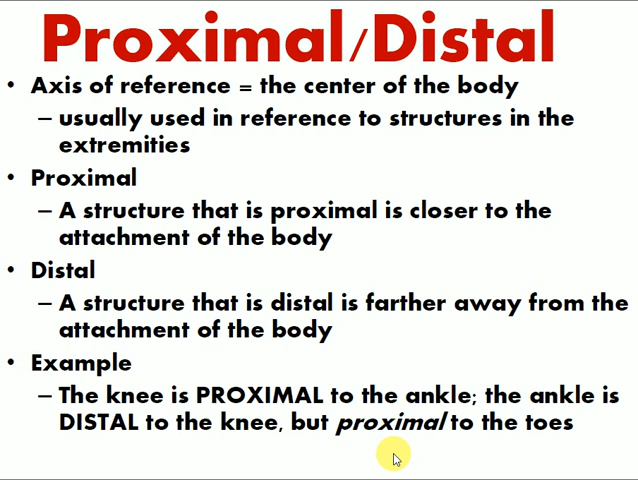 Proximal/Distal
• Axis of reference = the center of the body
– usually used in reference to structures in the
extremities
• Proximal
– A structure that is proximal is closer to the
attachment of the body
• Distal
– A structure that is distal is farther away from the
attachment of the body
• Example
– The knee is PROXIMAL to the ankle; the ankle is
DISTAL to the knee, but proximal to the toes